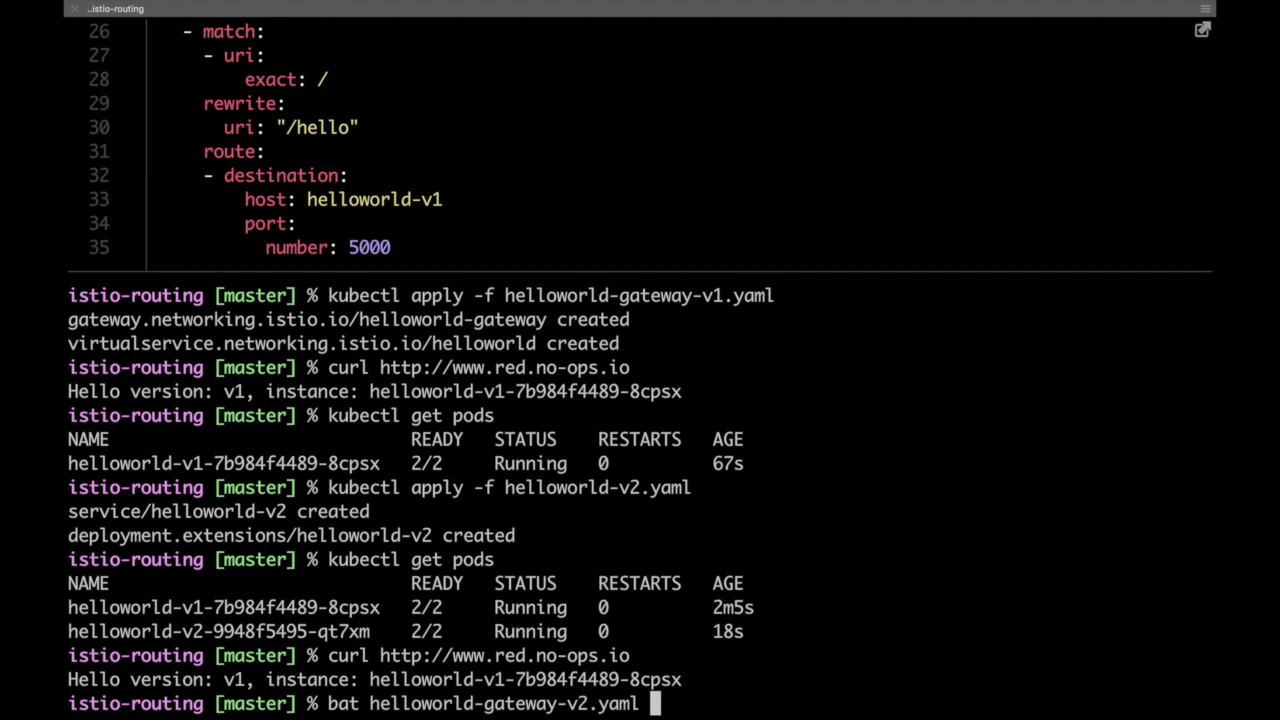 ..istio-routing
26 - match:
27 - uri:
28 exact: /
29 rewrite:
30 uri: "/hello"
31 route:
32 - destination:
33 host: helloworld-v1
34 port:
35 number: 5000
istio-routing [master] % kubectl apply -f helloworld-gateway-v1.yaml
gateway.networking.istio.io/helloworld-gateway created
virtualservice.networking.istio.io/helloworld created
istio-routing [master] % curl http://www.red.no-ops.io
Hello version: v1, instance: helloworld-v1-7b984f4489-8cpsx
istio-routing [master] % kubectl get pods
NAME READY STATUS RESTARTS AGE
helloworld-v1-7b984f4489-8cpsx 2/2 Running 0 67s
istio-routing [master] % kubectl apply -f helloworld-v2.yaml
service/helloworld-v2 created
deployment.extensions/helloworld-v2 created
istio-routing [master] % kubectl get pods
NAME READY STATUS RESTARTS AGE
helloworld-v1-7b984f4489-8cpsx 2/2 Running 0 2m5s
helloworld-v2-9948f5495-qt7xm 2/2 Running 0 18s
istio-routing [master] % curl http://www.red.no-ops.io
Hello version: v1, instance: helloworld-v1-7b984f4489-8cpsx
istio-routing [master] % bat helloworld-gateway-v2.yaml